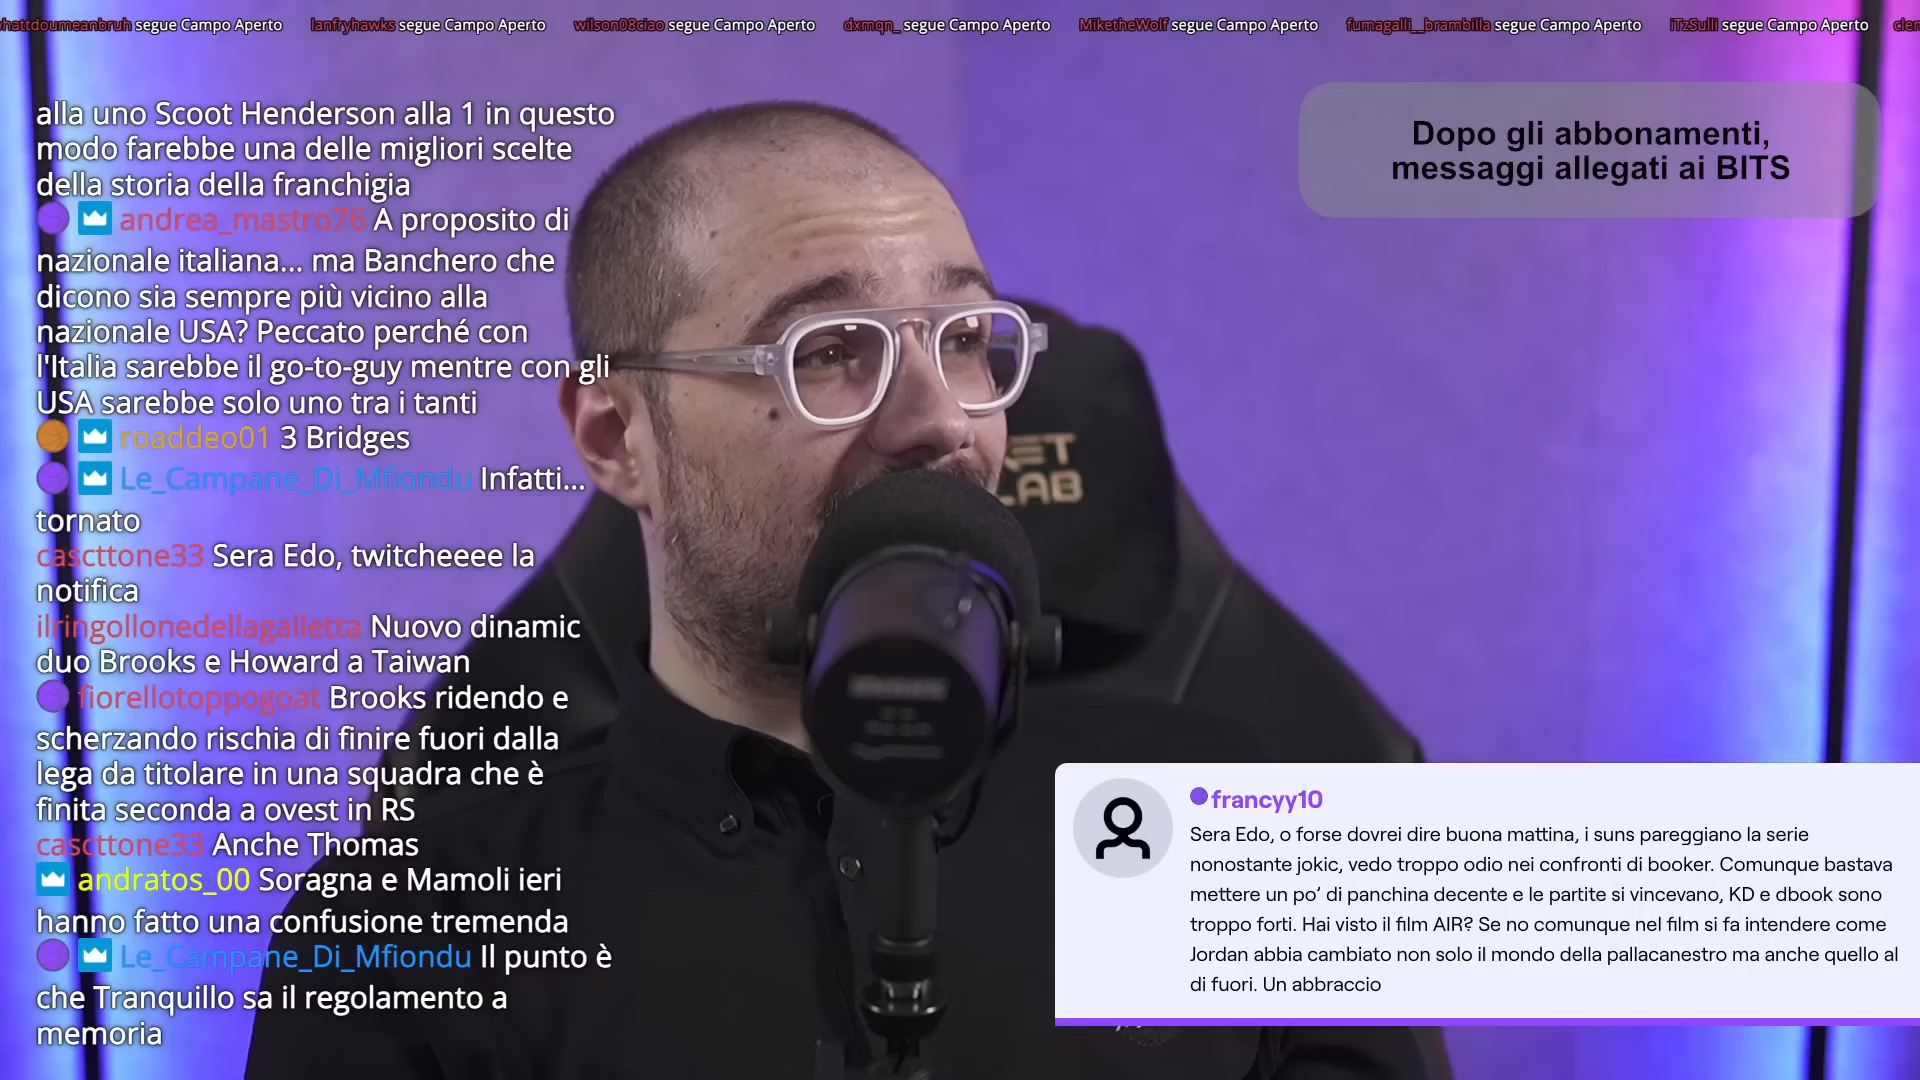 hattdoumeanbruh segue Campo Aperto lanfryhawks segue Campo Aperto wilson08ciao segue Campo Aperto dxmqn_ segue Campo Aperto MiketheWolf segue Campo Aperto fumagalli__brambilla segue Campo Aperto iTzSulli segue Campo Aperto
alla uno Scoot Henderson alla 1 in questo
modo farebbe una delle migliori scelte
della storia della franchigia
andrea_mastro76 A proposito di
nazionale italiana... ma Banchero che
dicono sia sempre più vicino alla
nazionale USA? Peccato perché con
l'Italia sarebbe il go-to-guy mentre con gli
USA sarebbe solo uno tra i tanti
roaddeo01 3 Bridges
Le_Campane_Di_Mfiondu Infatti...
tornato
cascttone33 Sera Edo, twitcheeee la
notifica
ilringollonedellagalletta Nuovo dinamic
duo Brooks e Howard a Taiwan
fiorellotoppogoat Brooks ridendo e
scherzando rischia di finire fuori dalla
lega da titolare in una squadra che è
finita seconda a ovest in RS
cascttone33 Anche Thomas
andratos_00 Soragna e Mamoli ieri
hanno fatto una confusione tremenda
Le_Campane_Di_Mfiondu Il punto è
che Tranquillo sa il regolamento a
memoria
Dopo gli abbonamenti,
messaggi allegati ai BITS
KET
LAB
francyy10
Sera Edo, o forse dovrei dire buona mattina, i suns pareggiano la serie
nonostante jokic, vedo troppo odio nei confronti di booker. Comunque bastava
mettere un po’ di panchina decente e le partite si vincevano, KD e dbook sono
troppo forti. Hai visto il film AIR? Se no comunque nel film si fa intendere come
Jordan abbia cambiato non solo il mondo della pallacanestro ma anche quello al
di fuori. Un abbraccio